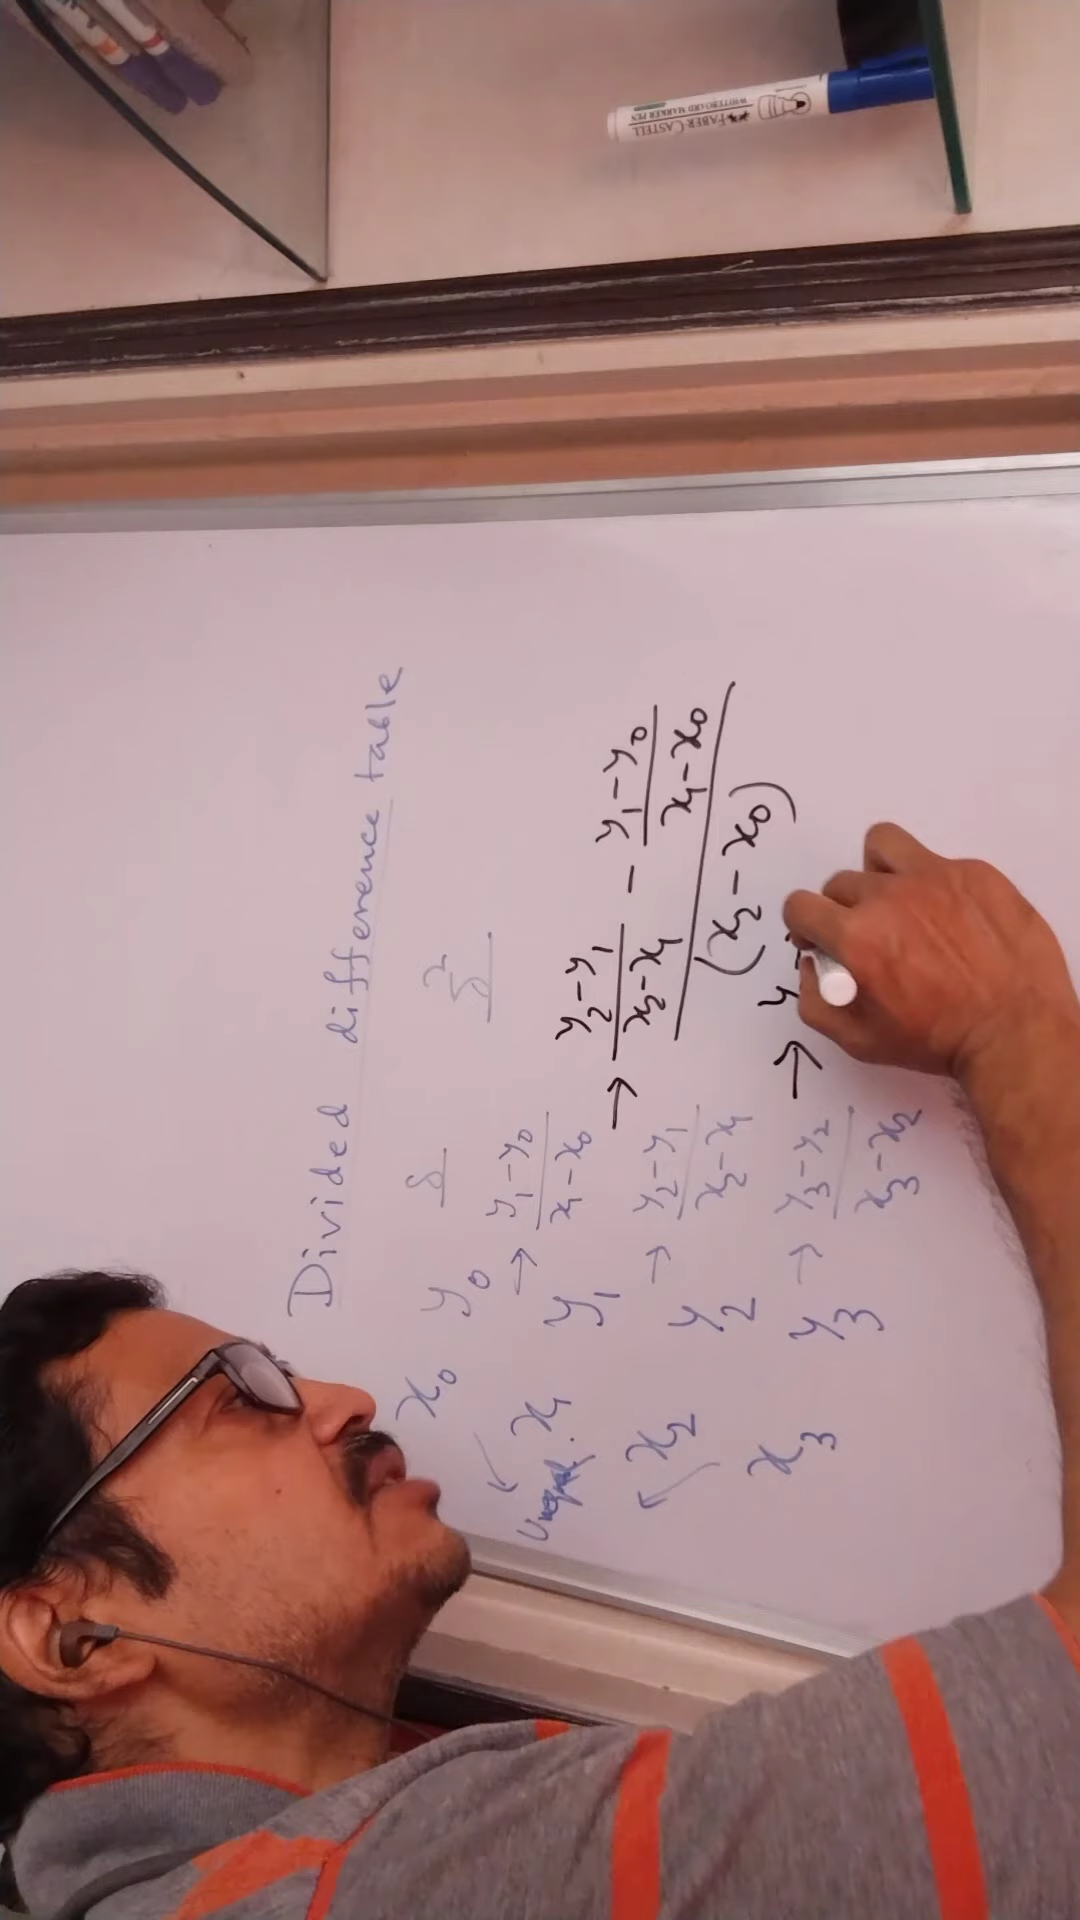 Divided difference table
δ δ²
x₀ y₀
→ (y₁-y₀)/(x₁-x₀)
Unequal. x₁ y₁
→ ((y₂-y₁)/(x₂-x₁) - (y₁-y₀)/(x₁-x₀))/(x₂-x₀)
→ (y₂-y₁)/(x₂-x₁)
x₂ y₂
→ y
→ (y₃-y₂)/(x₃-x₂)
x₃ y₃
FABER-CASTELL
WHITEBOARD MARKER PEN